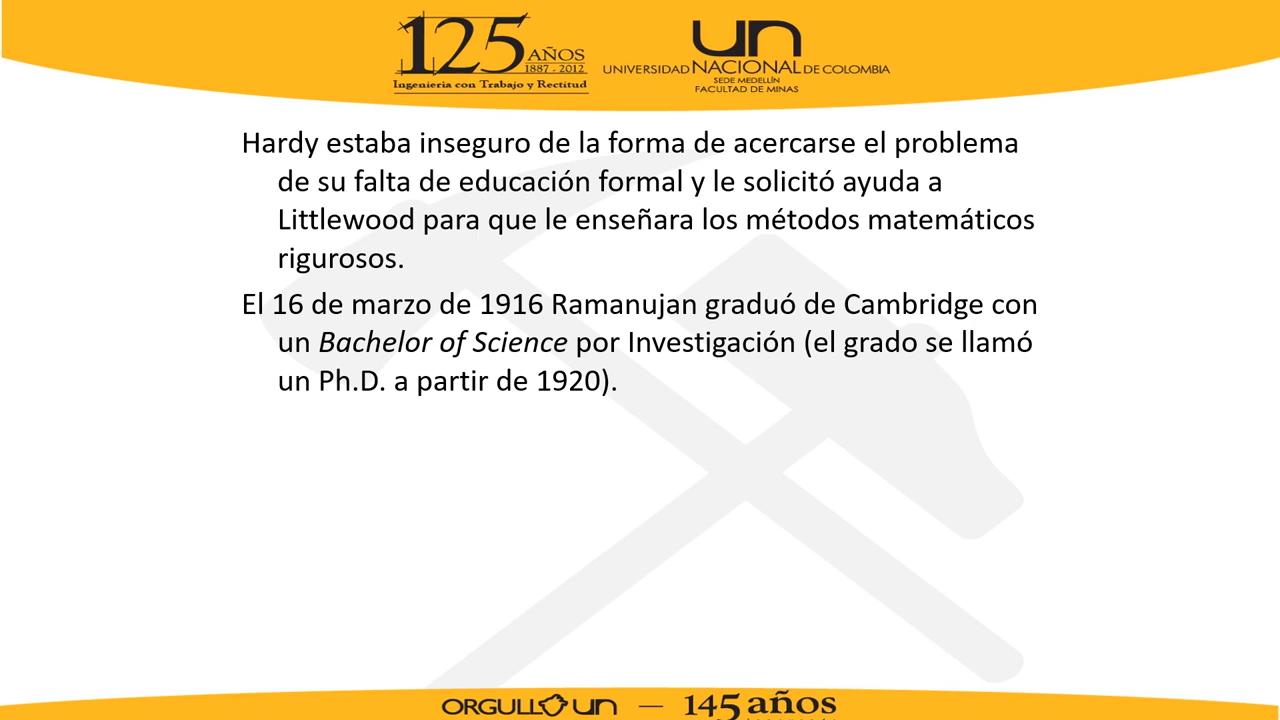 125 AÑOS
1887 - 2012
Ingeniería con Trabajo y Rectitud
un
UNIVERSIDAD NACIONAL DE COLOMBIA
SEDE MEDELLÍN
FACULTAD DE MINAS
Hardy estaba inseguro de la forma de acercarse el problema
de su falta de educación formal y le solicitó ayuda a
Littlewood para que le enseñara los métodos matemáticos
rigurosos.
El 16 de marzo de 1916 Ramanujan graduó de Cambridge con
un Bachelor of Science por Investigación (el grado se llamó
un Ph.D. a partir de 1920).
ORGULLO un — 145 años